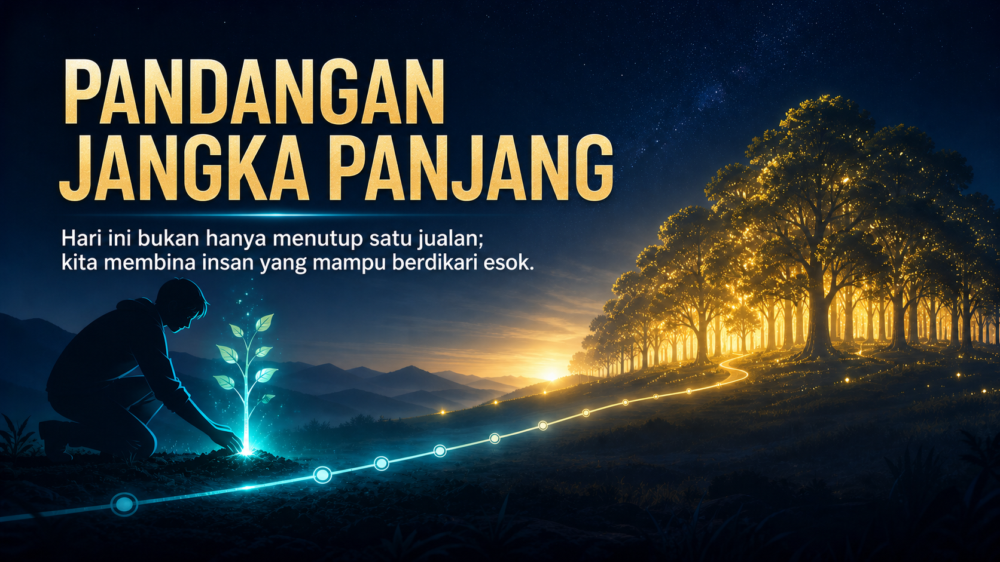 PANDANGAN
JANGKA PANJANG
Hari ini bukan hanya menutup satu jualan;
kita membina insan yang mampu berdikari esok.